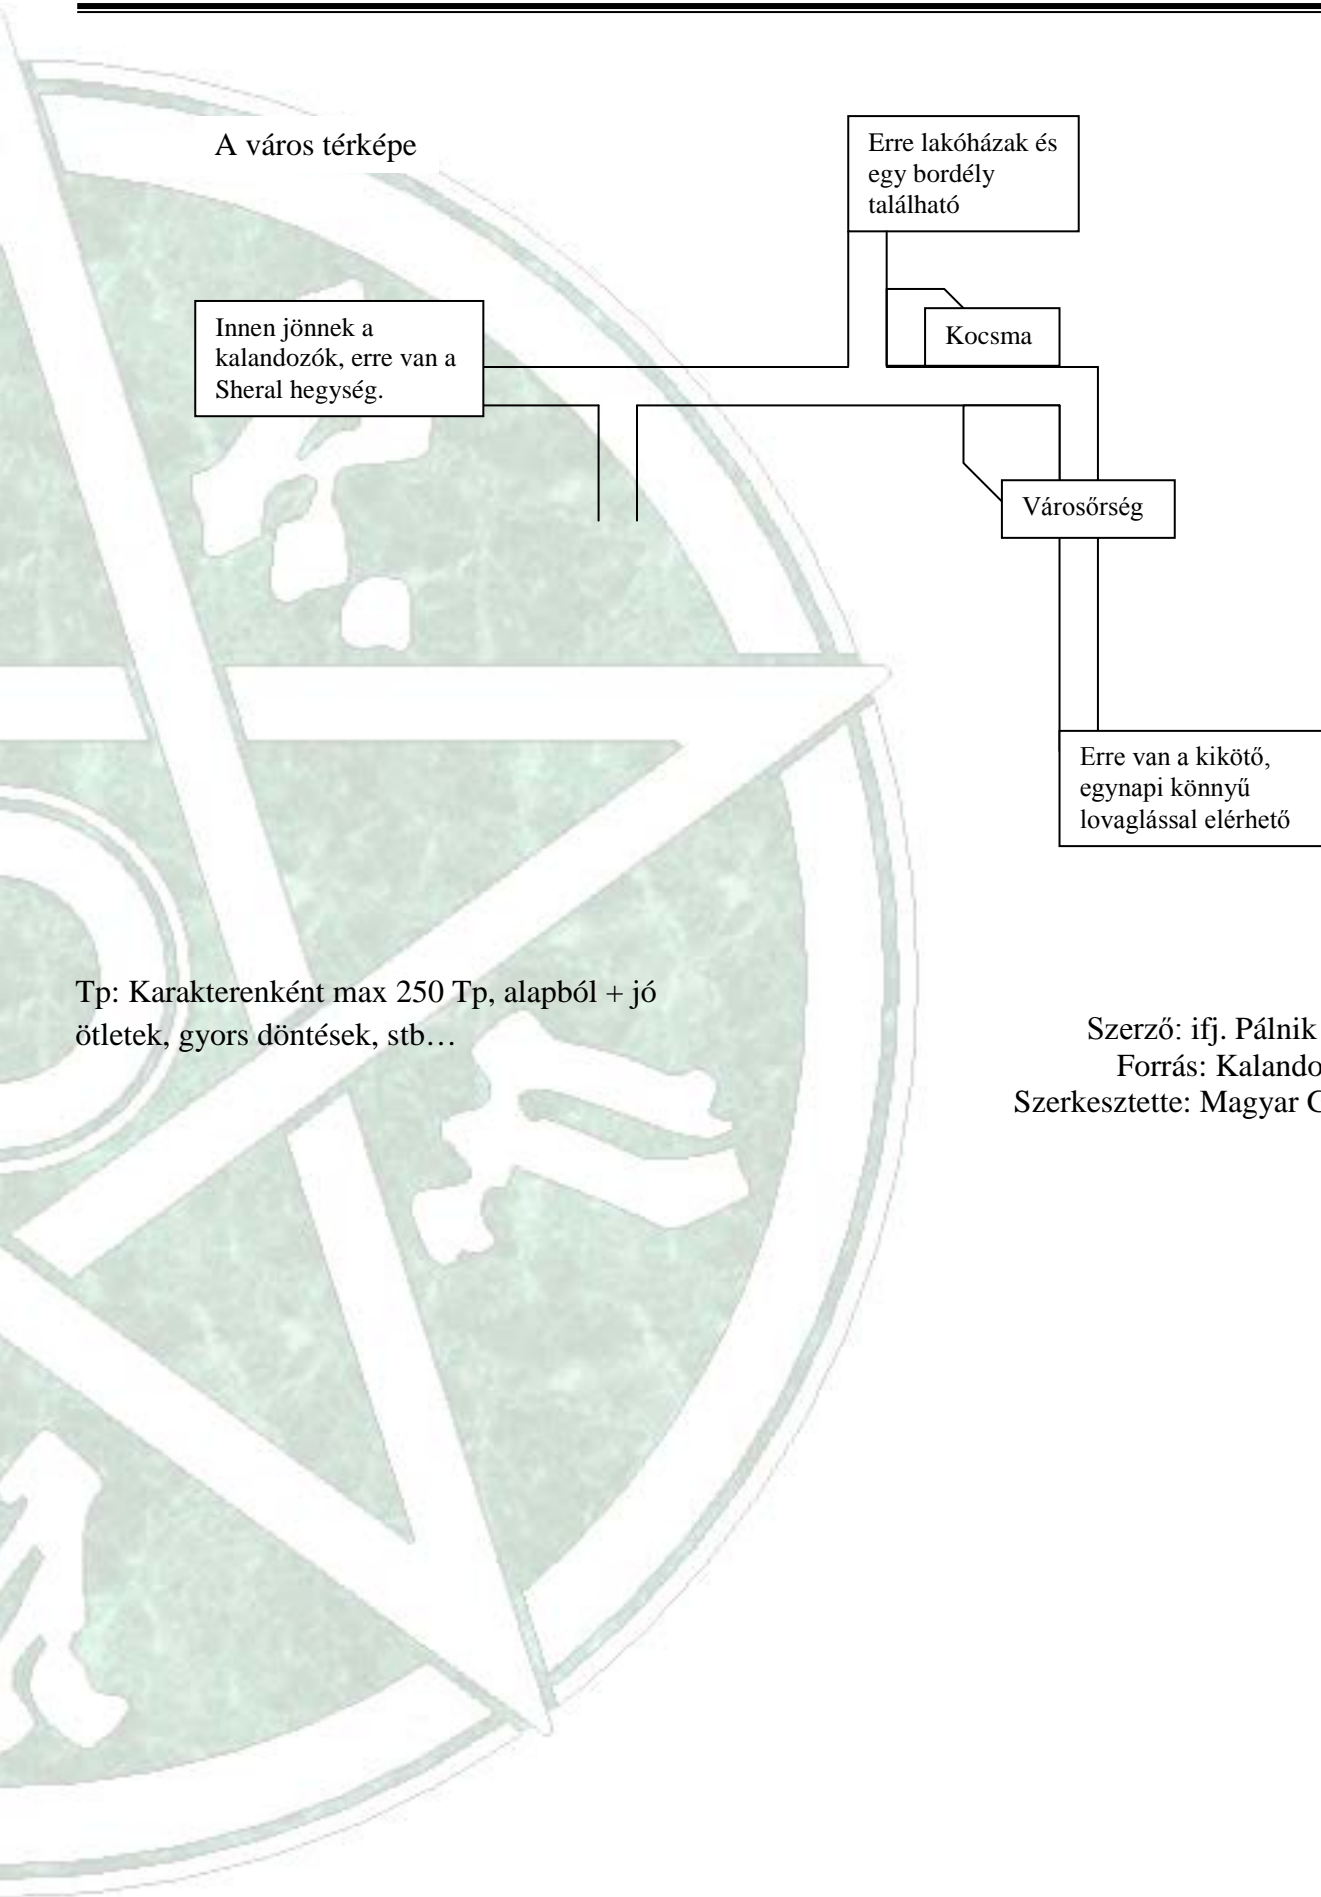 A város térképe
Erre lakóházak és
egy bordély
található
Innen jönnek a
kalandozók, erre van a
Sheral hegység.
Kocsma
Városőrség
Erre van a kikötő,
egynapi könnyű
lovaglással elérhető
Tp: Karakterenként max 250 Tp, alapból + jó
ötletek, gyors döntések, stb…
Szerző: ifj. Pálnik
Forrás: Kalando
Szerkesztette: Magyar